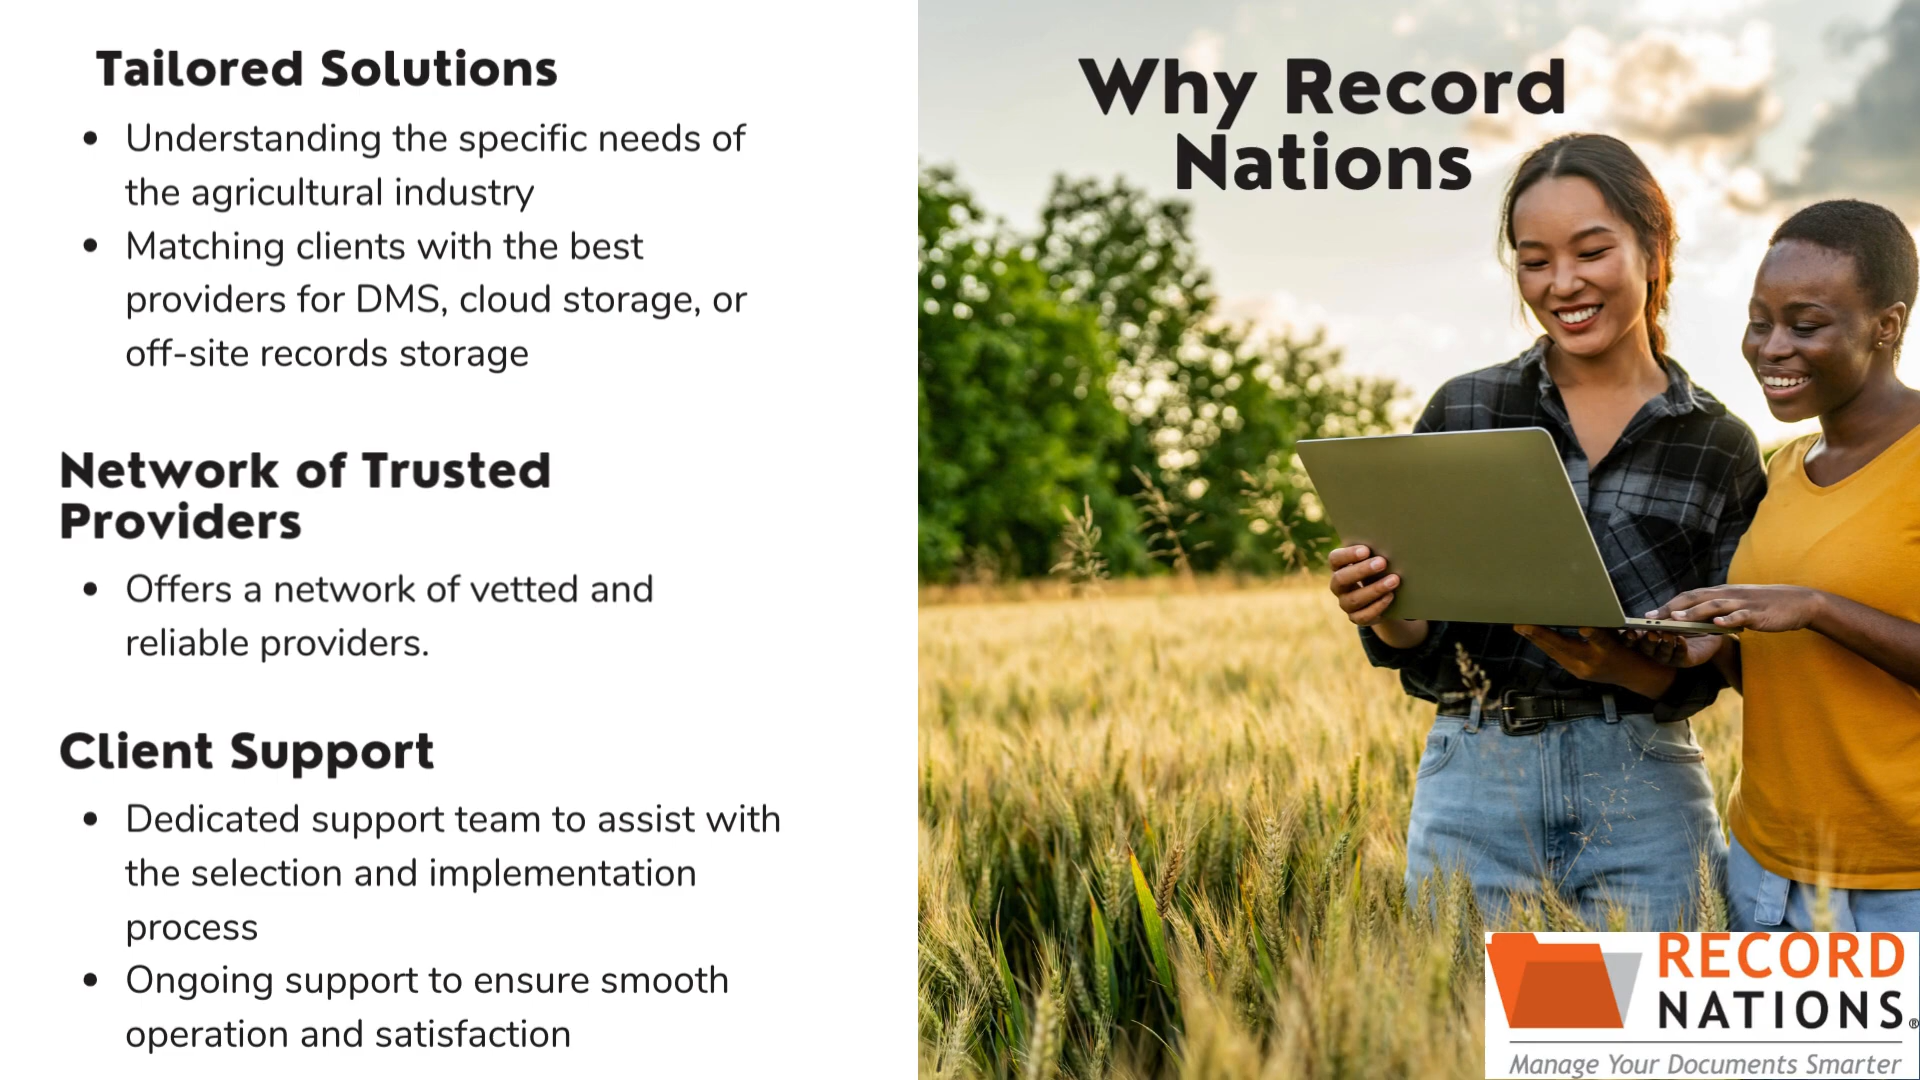 Tailored Solutions
• Understanding the specific needs of
the agricultural industry
• Matching clients with the best
providers for DMS, cloud storage, or
off-site records storage
Network of Trusted
Providers
• Offers a network of vetted and
reliable providers.
Client Support
• Dedicated support team to assist with
the selection and implementation
process
• Ongoing support to ensure smooth
operation and satisfaction
Why Record
Nations
RECORD
NATIONS®
Manage Your Documents Smarter